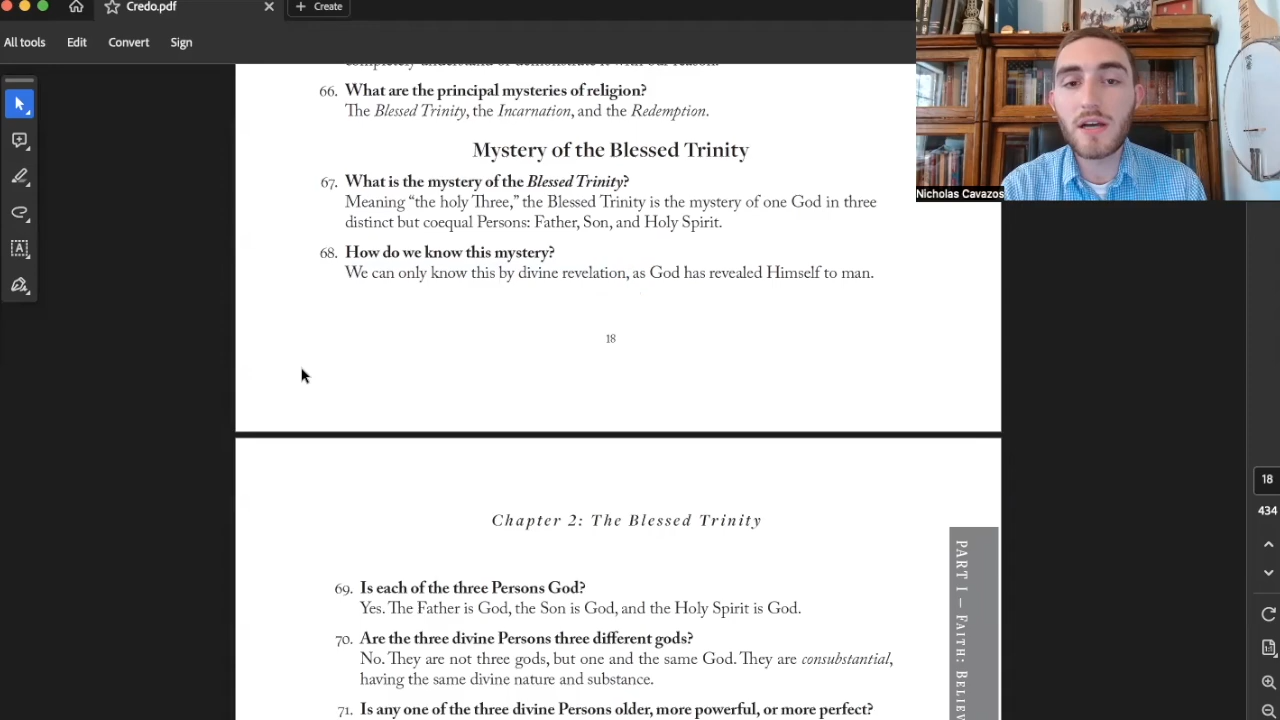 Credo.pdf
Create
All tools
Edit
Convert
Sign
completely understand or demonstrate it with our reason.
66. What are the principal mysteries of religion?
The Blessed Trinity, the Incarnation, and the Redemption.
Mystery of the Blessed Trinity
67. What is the mystery of the Blessed Trinity?
Meaning “the holy Three,” the Blessed Trinity is the mystery of one God in three
distinct but coequal Persons: Father, Son, and Holy Spirit.
68. How do we know this mystery?
We can only know this by divine revelation, as God has revealed Himself to man.
18
Chapter 2: The Blessed Trinity
69. Is each of the three Persons God?
Yes. The Father is God, the Son is God, and the Holy Spirit is God.
70. Are the three divine Persons three different gods?
No. They are not three gods, but one and the same God. They are consubstantial,
having the same divine nature and substance.
71. Is any one of the three divine Persons older, more powerful, or more perfect?
PART I – FAITH: BELIEV
Nicholas Cavazos
18
434